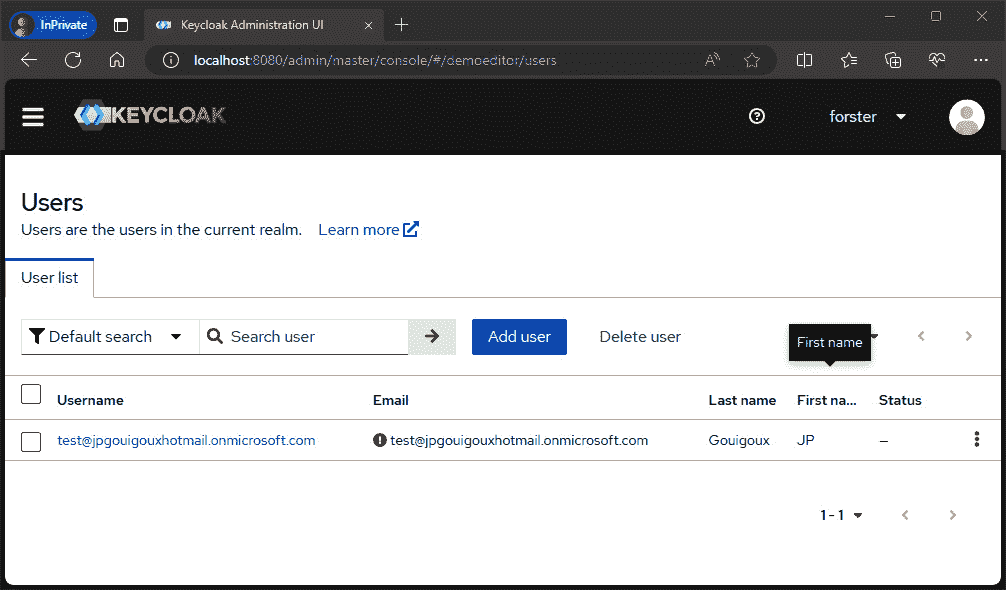 InPrivate
Keycloak Administration UI
localhost:8080/admin/master/console/#/demoeditor/users
KEYCLOAK
forster
Users
Users are the users in the current realm. Learn more
User list
Default search
Search user
Add user
Delete user
First name
Username Email Last name First na... Status
test@jpgouigouxhotmail.onmicrosoft.com test@jpgouigouxhotmail.onmicrosoft.com Gouigoux JP –
1 - 1